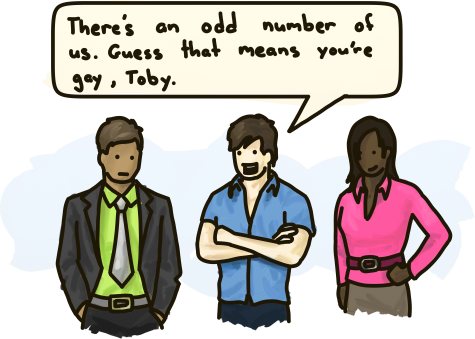 There's an odd number of
us. Guess that means you're
gay, Toby.